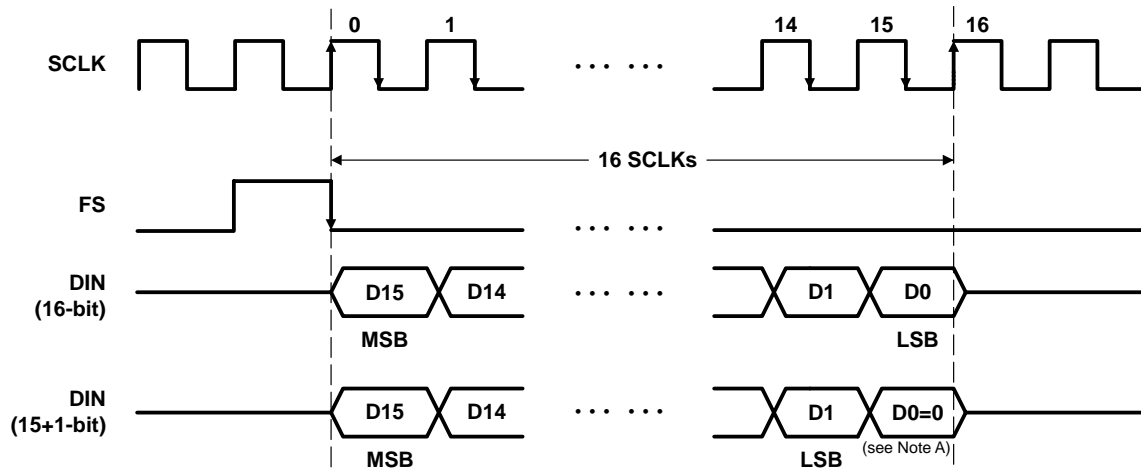 0 1 14 15 16
SCLK
... ... 
16 SCLKs
FS
... ...
DIN
(16-bit)
D15 D14 ... ... D1 D0
MSB LSB
DIN
(15+1-bit)
D15 D14 ... ... D1 D0=0
(see Note A)
MSB LSB